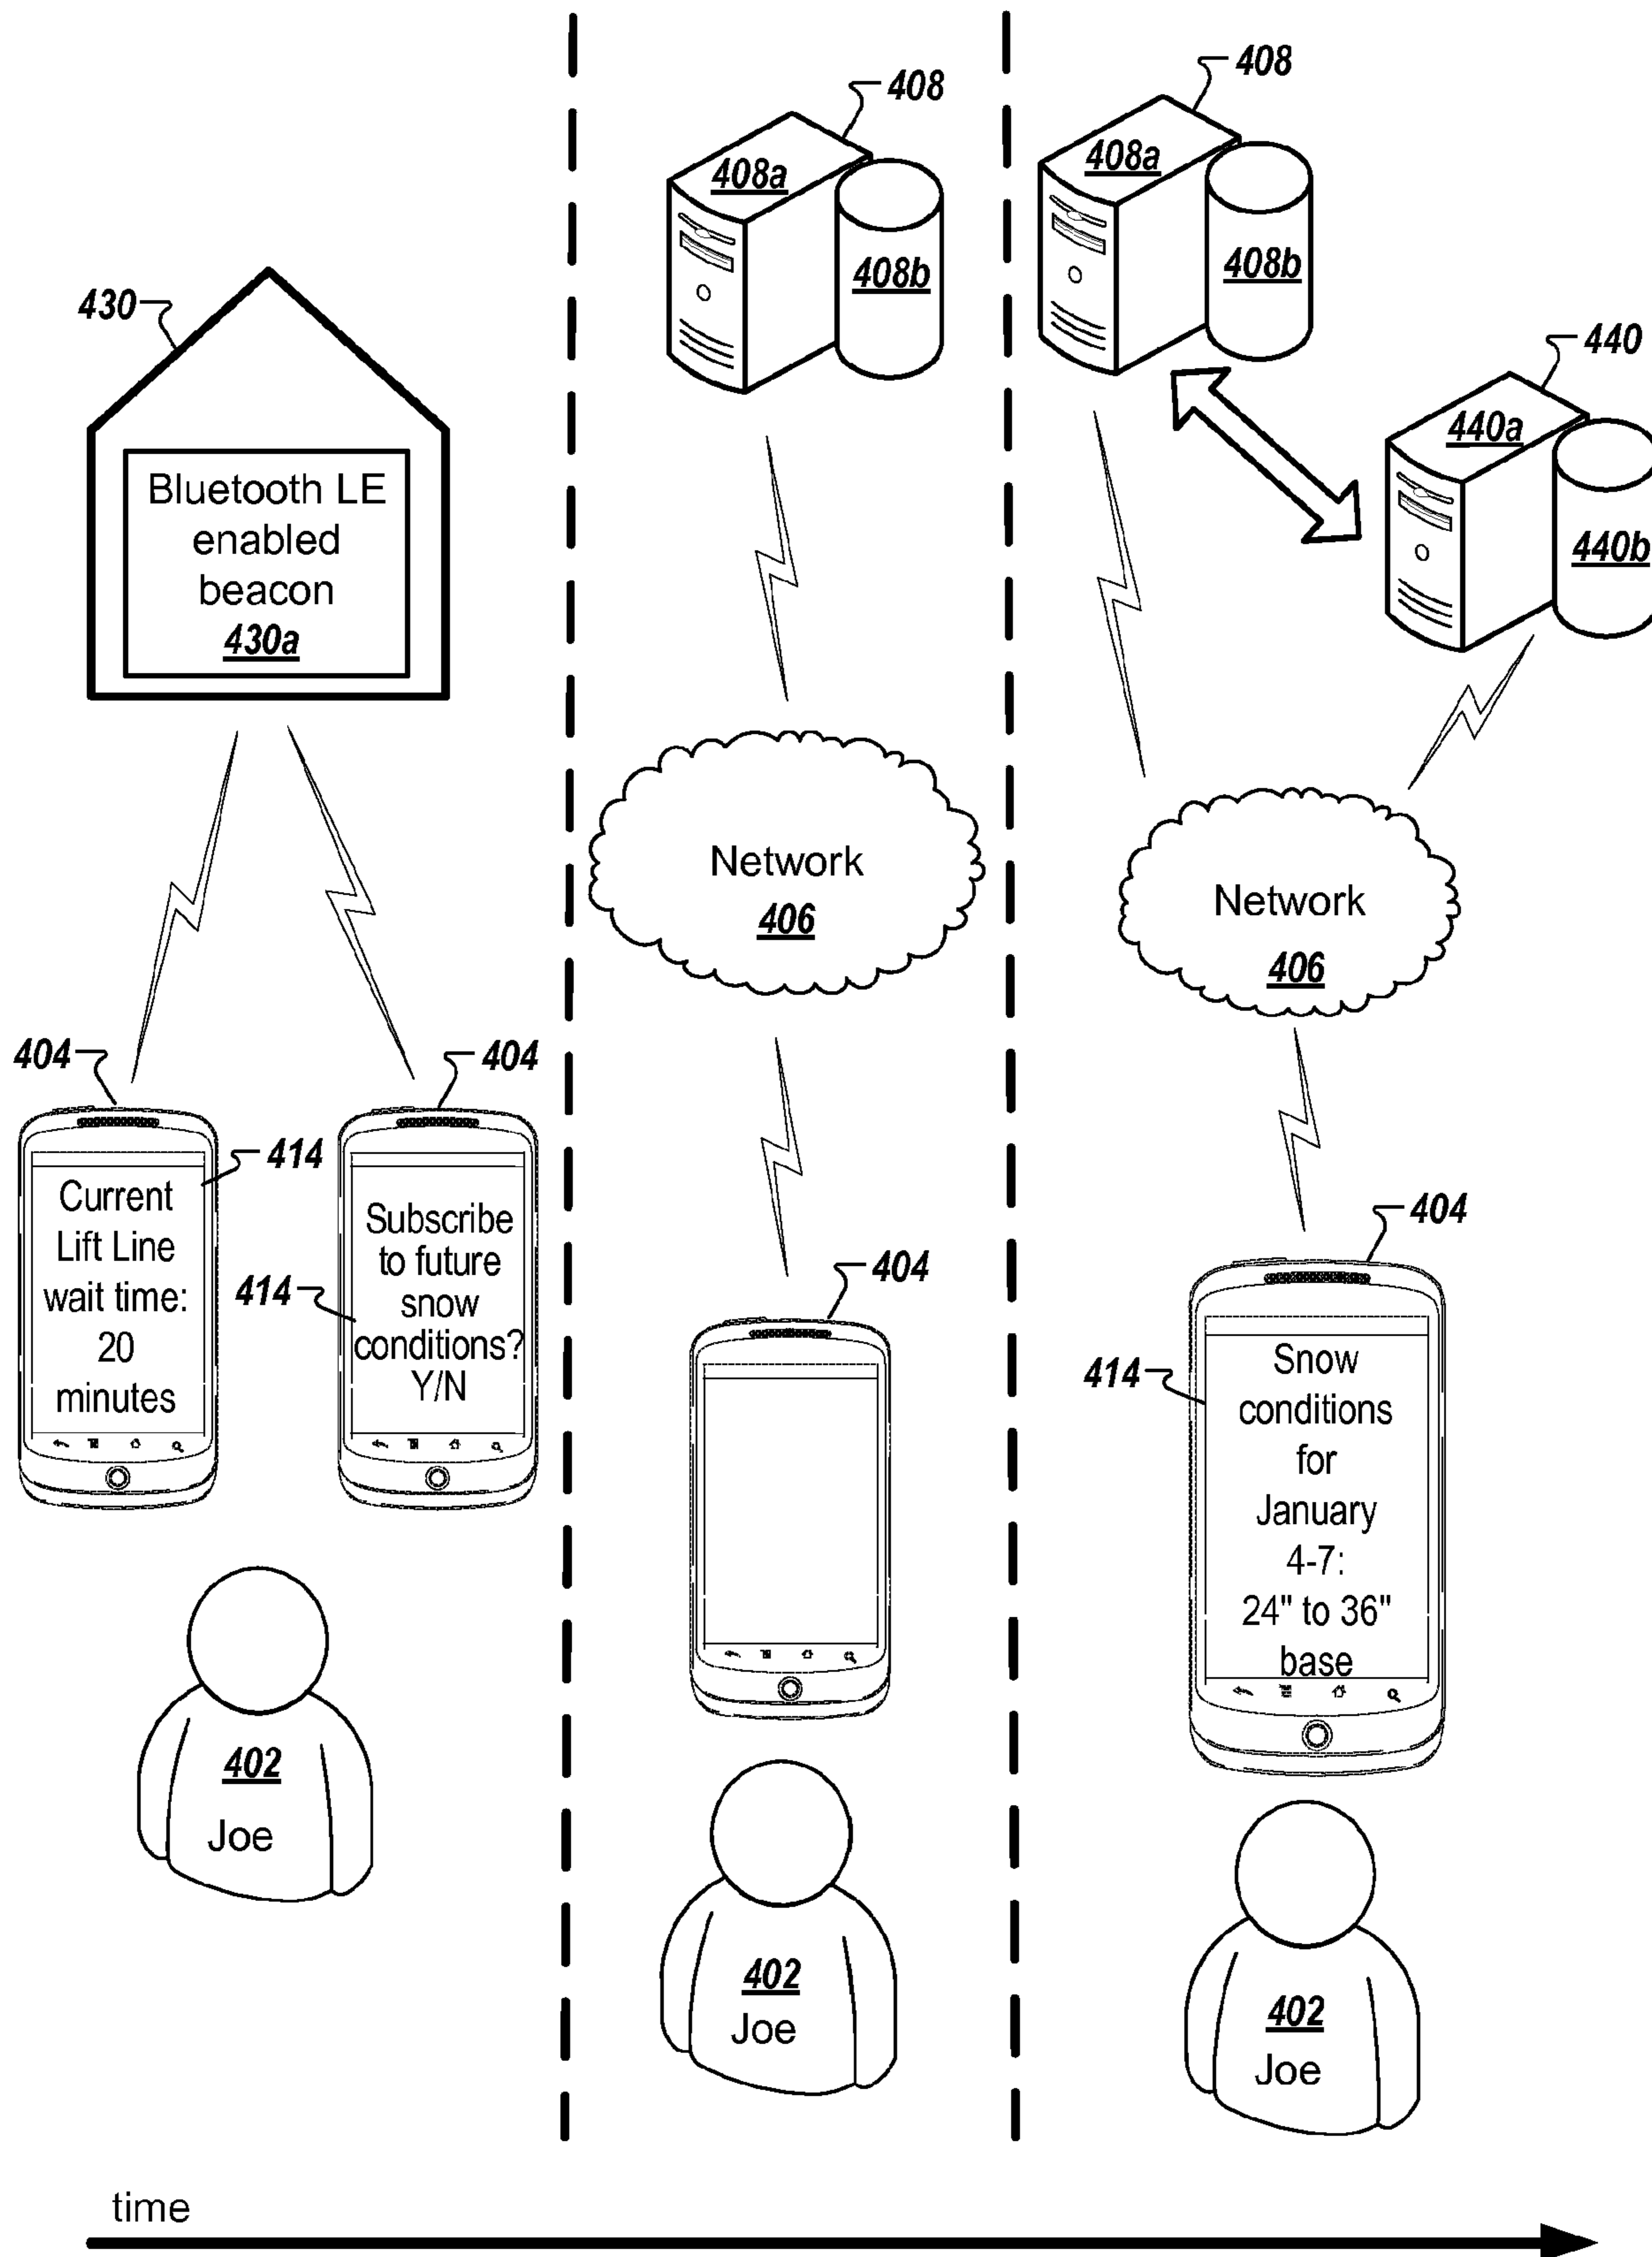 430
Bluetooth LE
enabled
beacon
430a
404
404
414
Current
Lift Line
wait time:
20
minutes
414
Subscribe
to future
snow
conditions?
Y/N
402
Joe
408
408a
408b
Network
406
404
402
Joe
408
408a
408b
440
440a
440b
Network
406
404
414
Snow
conditions
for
January
4-7:
24" to 36"
base
402
Joe
time